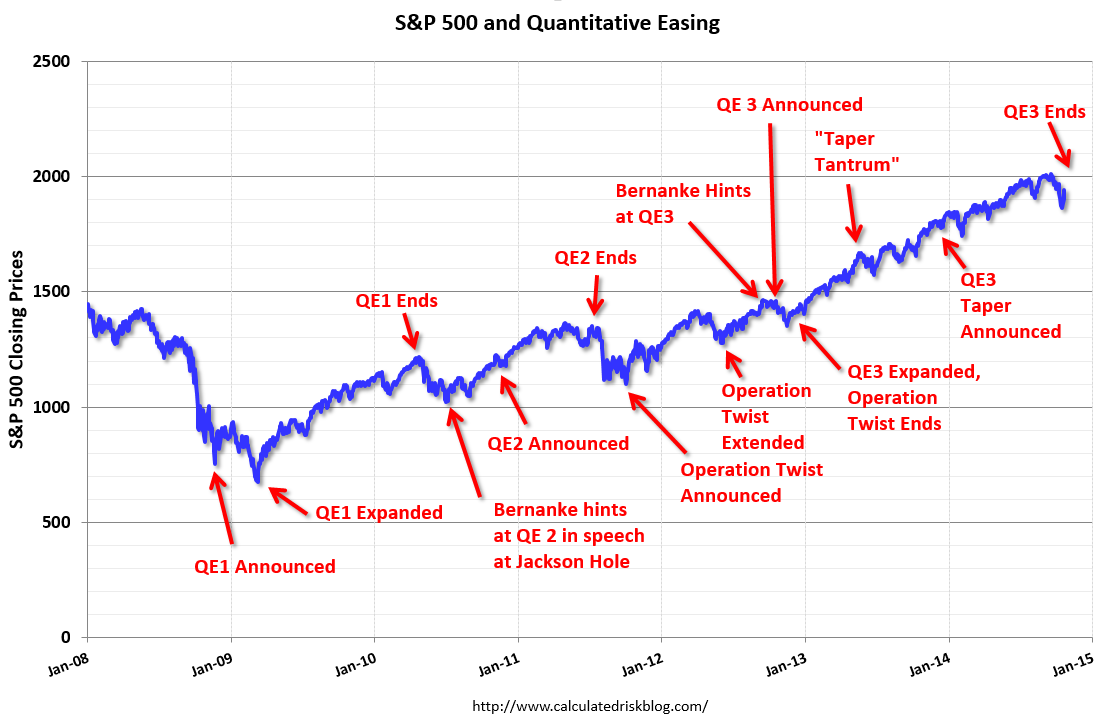 S&P 500 and Quantitative Easing
S&P 500 Closing Prices
2500
2000
1500
1000
500
0
Jan-08
Jan-09
Jan-10
Jan-11
Jan-12
Jan-13
Jan-14
Jan-15
QE1 Announced
QE1 Expanded
QE1 Ends
Bernanke hints
at QE 2 in speech
at Jackson Hole
QE2 Announced
QE2 Ends
Operation Twist
Announced
Operation
Twist
Extended
Bernanke Hints
at QE3
QE 3 Announced
QE3 Expanded,
Operation
Twist Ends
"Taper
Tantrum"
QE3
Taper
Announced
QE3 Ends
http://www.calculatedriskblog.com/